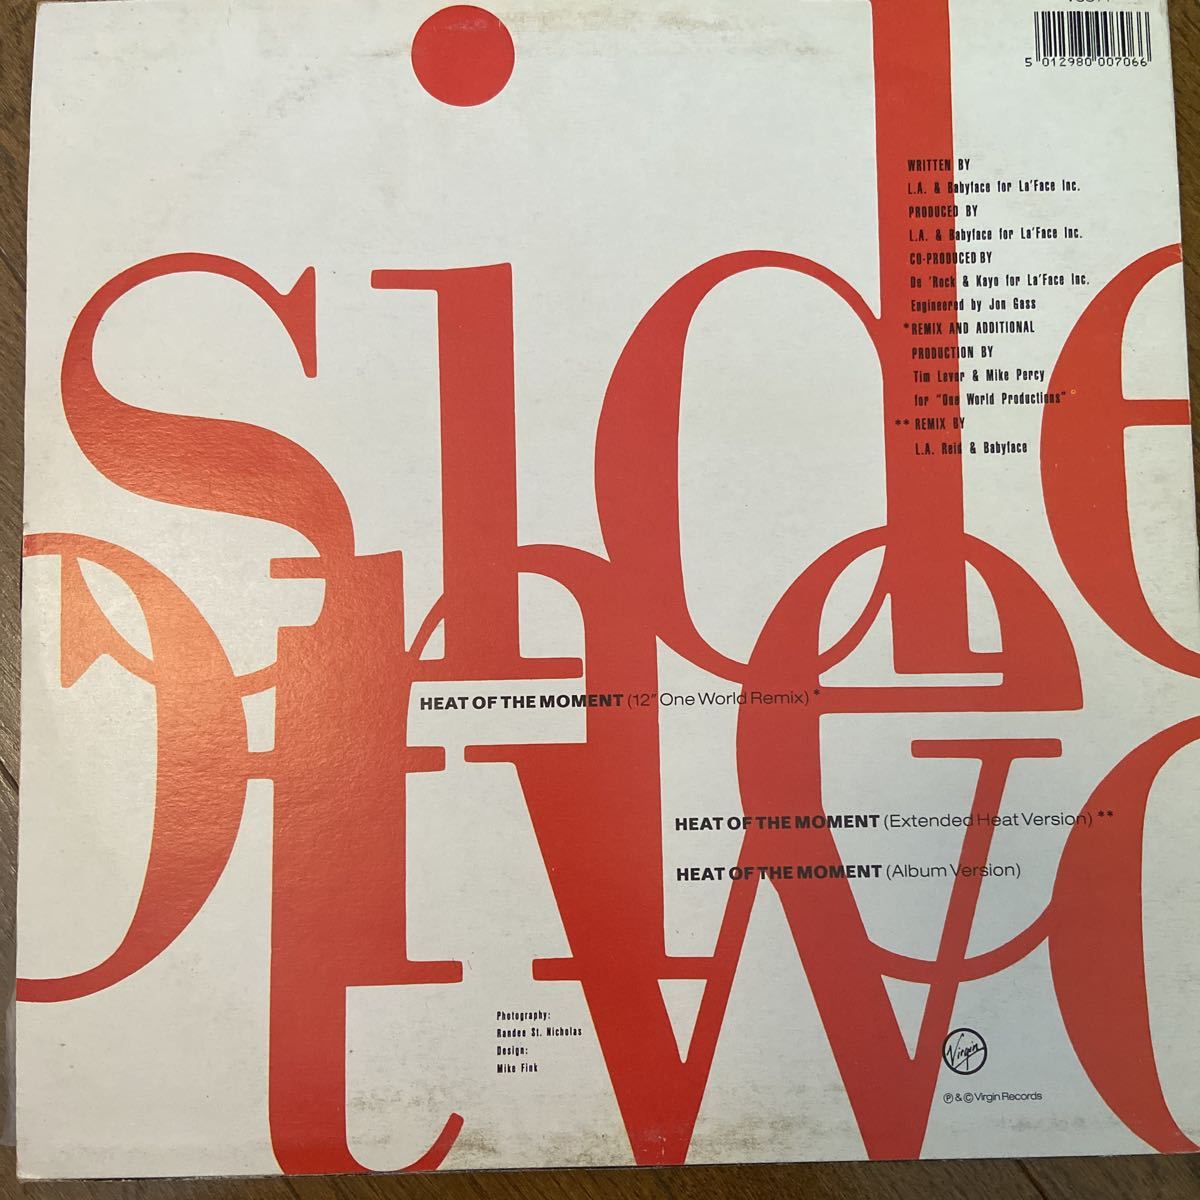 side
one
two
5 012980 007066
WRITTEN BY
L.A. & Babyface for La'Face Inc.
PRODUCED BY
L.A. & Babyface for La'Face Inc.
CO-PRODUCED BY
De 'Rock & Kayo for La'Face Inc.
Engineered by Jon Gass
*REMIX AND ADDITIONAL
PRODUCTION BY
Tim Lever & Mike Percy
for "One World Productions"
** REMIX BY
L.A. Reid & Babyface
HEAT OF THE MOMENT (12" One World Remix) *
HEAT OF THE MOMENT (Extended Heat Version) **
HEAT OF THE MOMENT (Album Version)
Photography:
Randee St. Nicholas
Design:
Mike Fink
Virgin
℗ & © Virgin Records